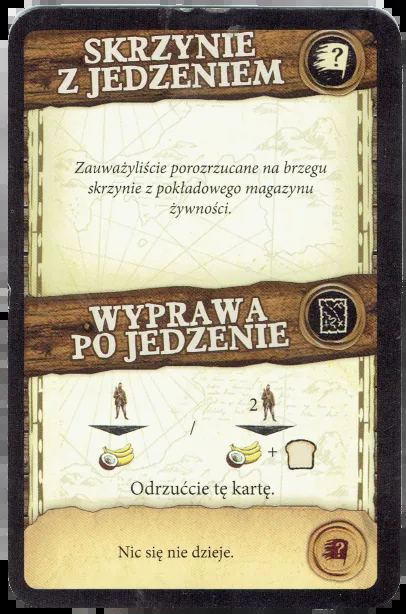 SKRZYNIE
Z JEDZENIEM
?
Zauważyliście porozrzucane na brzegu
skrzynie z pokładowego magazynu
żywności.
WYPRAWA
PO JEDZENIE
2
/
+
Odrzućcie tę kartę.
Nic się nie dzieje.
?